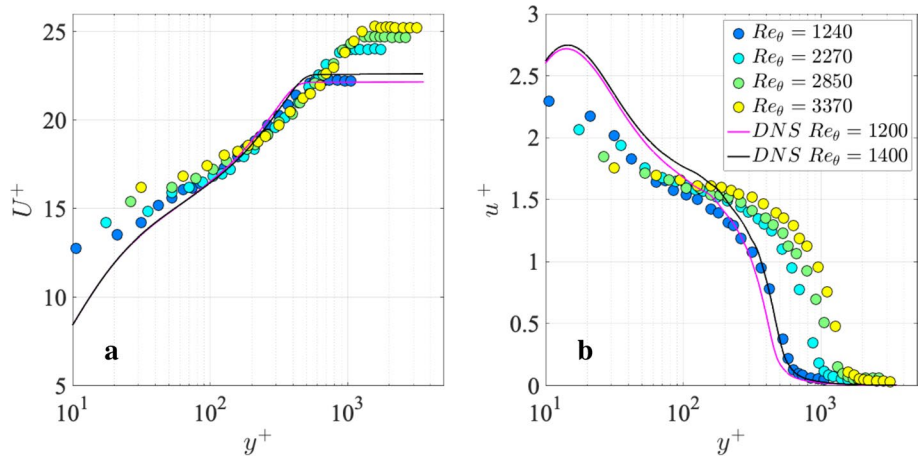 25
20
15
10
5
U^+
a
10^1
10^2
10^3
y^+
3
2.5
2
1.5
1
0.5
0
u^+
b
10^1
10^2
10^3
y^+
Re_θ = 1240
Re_θ = 2270
Re_θ = 2850
Re_θ = 3370
DNS Re_θ = 1200
DNS Re_θ = 1400